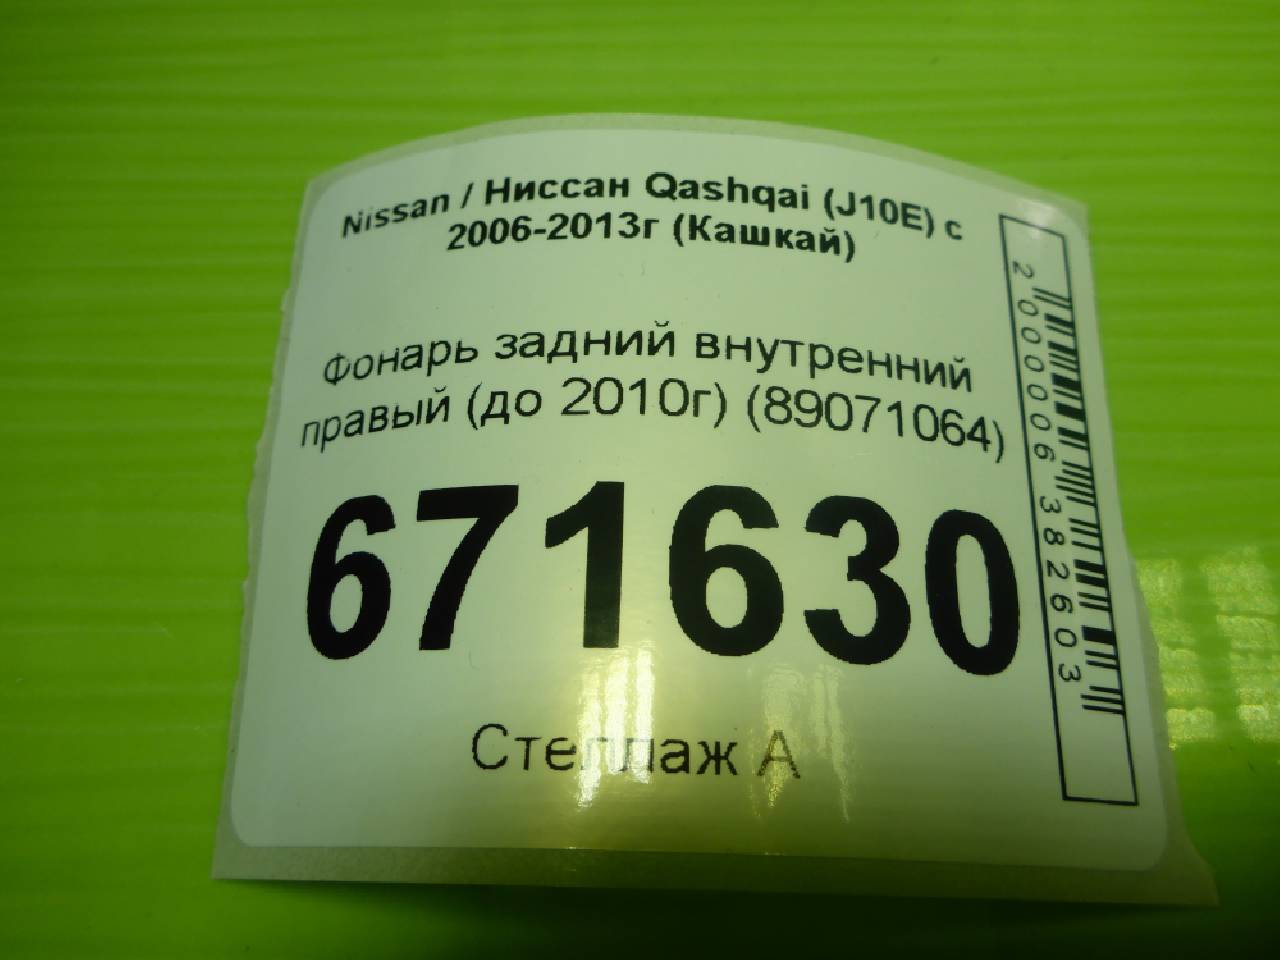 Nissan / Ниссан Qashqai (J10E) с
2006-2013г (Кашкай)
Фонарь задний внутренний
правый (до 2010г) (89071064)
671630
Стеллаж А
2000006382603